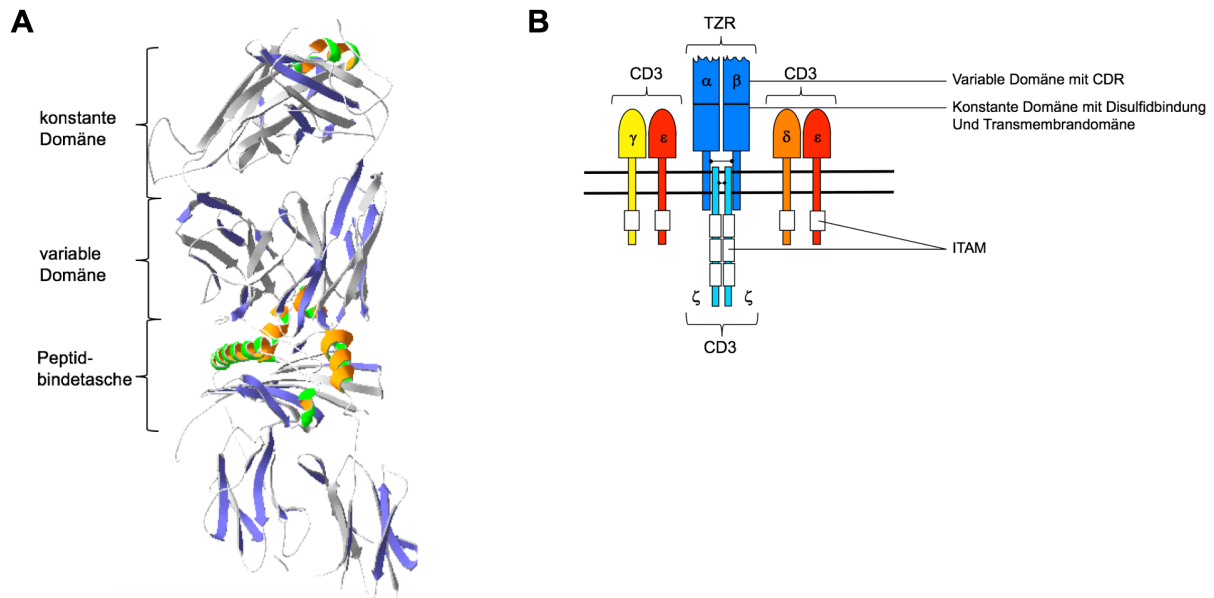 A
konstante
Domäne
variable
Domäne
Peptid-
bindetasche
B
TZR
CD3
CD3
α
β
γ
ε
δ
ε
Variable Domäne mit CDR
Konstante Domäne mit Disulfidbindung
Und Transmembrandomäne
ITAM
ζ
ζ
CD3